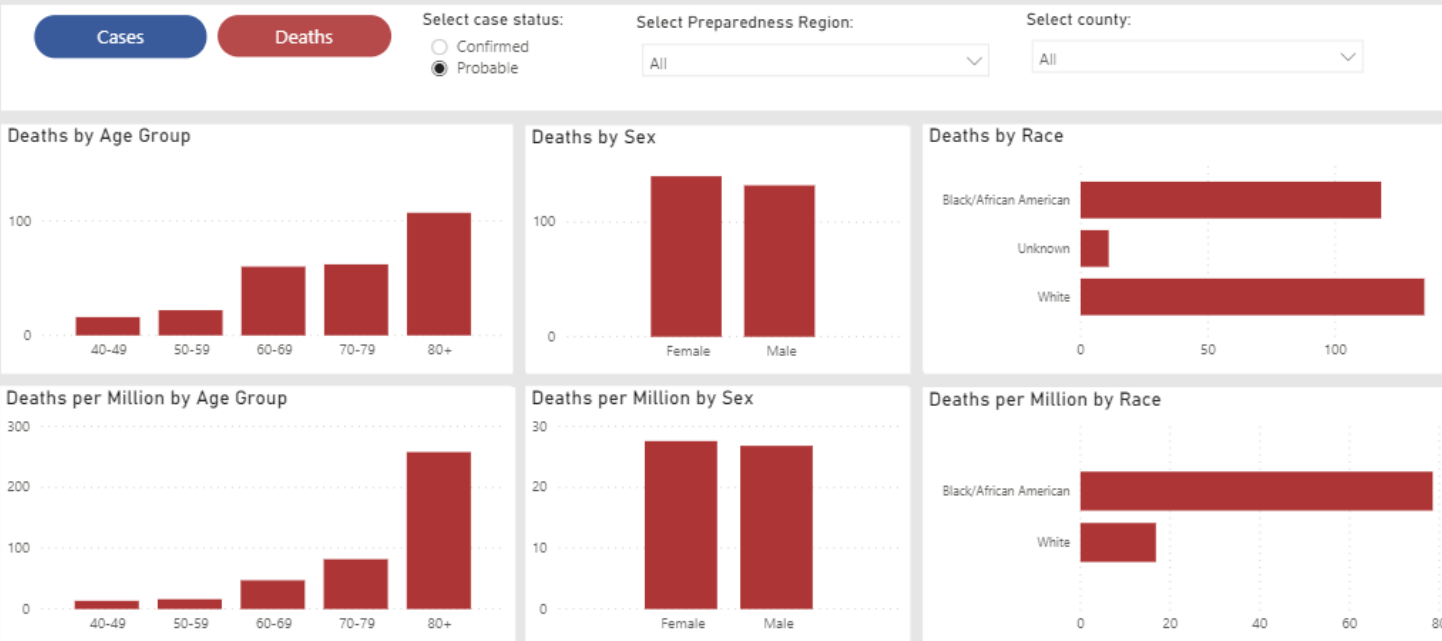 Cases
Deaths
Select case status:
Confirmed
Probable
Select Preparedness Region:
All
Select county:
All
Deaths by Age Group
100
0
40-49 50-59 60-69 70-79 80+
Deaths by Sex
100
0
Female Male
Deaths by Race
Black/African American
Unknown
White
0 50 100
Deaths per Million by Age Group
300
200
100
0
40-49 50-59 60-69 70-79 80+
Deaths per Million by Sex
30
20
10
0
Female Male
Deaths per Million by Race
Black/African American
White
0 20 40 60 80